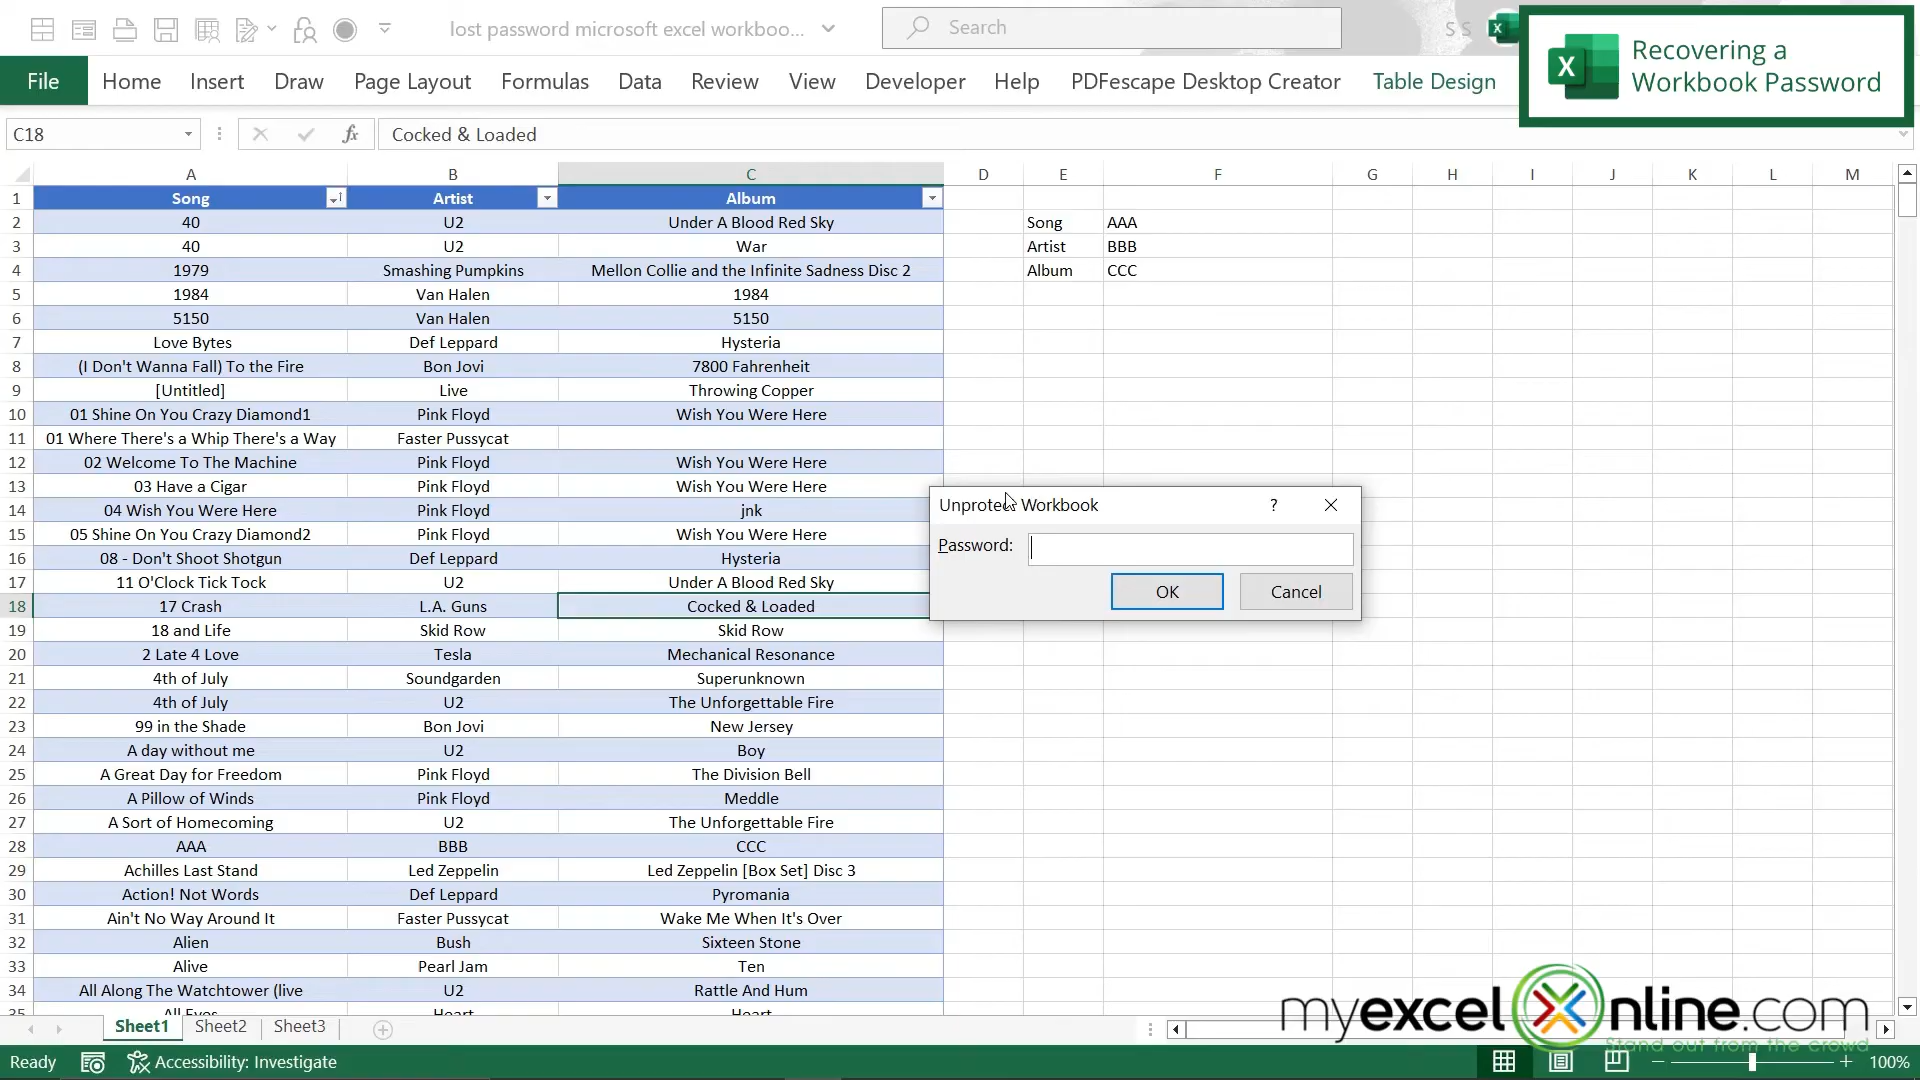 lost password microsoft excel workboo...
Search
S S
Recovering a
Workbook Password
File Home Insert Draw Page Layout Formulas Data Review View Developer Help PDFescape Desktop Creator Table Design
C18 fx Cocked & Loaded
A B C D E F G H I J K L M
1 Song Artist Album
2 40 U2 Under A Blood Red Sky Song AAA
3 40 U2 War Artist BBB
4 1979 Smashing Pumpkins Mellon Collie and the Infinite Sadness Disc 2 Album CCC
5 1984 Van Halen 1984
6 5150 Van Halen 5150
7 Love Bytes Def Leppard Hysteria
8 (I Don't Wanna Fall) To the Fire Bon Jovi 7800 Fahrenheit
9 [Untitled] Live Throwing Copper
10 01 Shine On You Crazy Diamond1 Pink Floyd Wish You Were Here
11 01 Where There's a Whip There's a Way Faster Pussycat
12 02 Welcome To The Machine Pink Floyd Wish You Were Here
13 03 Have a Cigar Pink Floyd Wish You Were Here
14 04 Wish You Were Here Pink Floyd jnk
15 05 Shine On You Crazy Diamond2 Pink Floyd Wish You Were Here
16 08 - Don't Shoot Shotgun Def Leppard Hysteria
17 11 O'Clock Tick Tock U2 Under A Blood Red Sky
18 17 Crash L.A. Guns Cocked & Loaded
19 18 and Life Skid Row Skid Row
20 2 Late 4 Love Tesla Mechanical Resonance
21 4th of July Soundgarden Superunknown
22 4th of July U2 The Unforgettable Fire
23 99 in the Shade Bon Jovi New Jersey
24 A day without me U2 Boy
25 A Great Day for Freedom Pink Floyd The Division Bell
26 A Pillow of Winds Pink Floyd Meddle
27 A Sort of Homecoming U2 The Unforgettable Fire
28 AAA BBB CCC
29 Achilles Last Stand Led Zeppelin Led Zeppelin [Box Set] Disc 3
30 Action! Not Words Def Leppard Pyromania
31 Ain't No Way Around It Faster Pussycat Wake Me When It's Over
32 Alien Bush Sixteen Stone
33 Alive Pearl Jam Ten
34 All Along The Watchtower (live U2 Rattle And Hum
35 All Eyes Heart Heart
Unprotect Workbook ?
Password:
OK Cancel
Sheet1 Sheet2 Sheet3
myexcelonline.com
Stand out from the crowd
Ready Accessibility: Investigate 100%